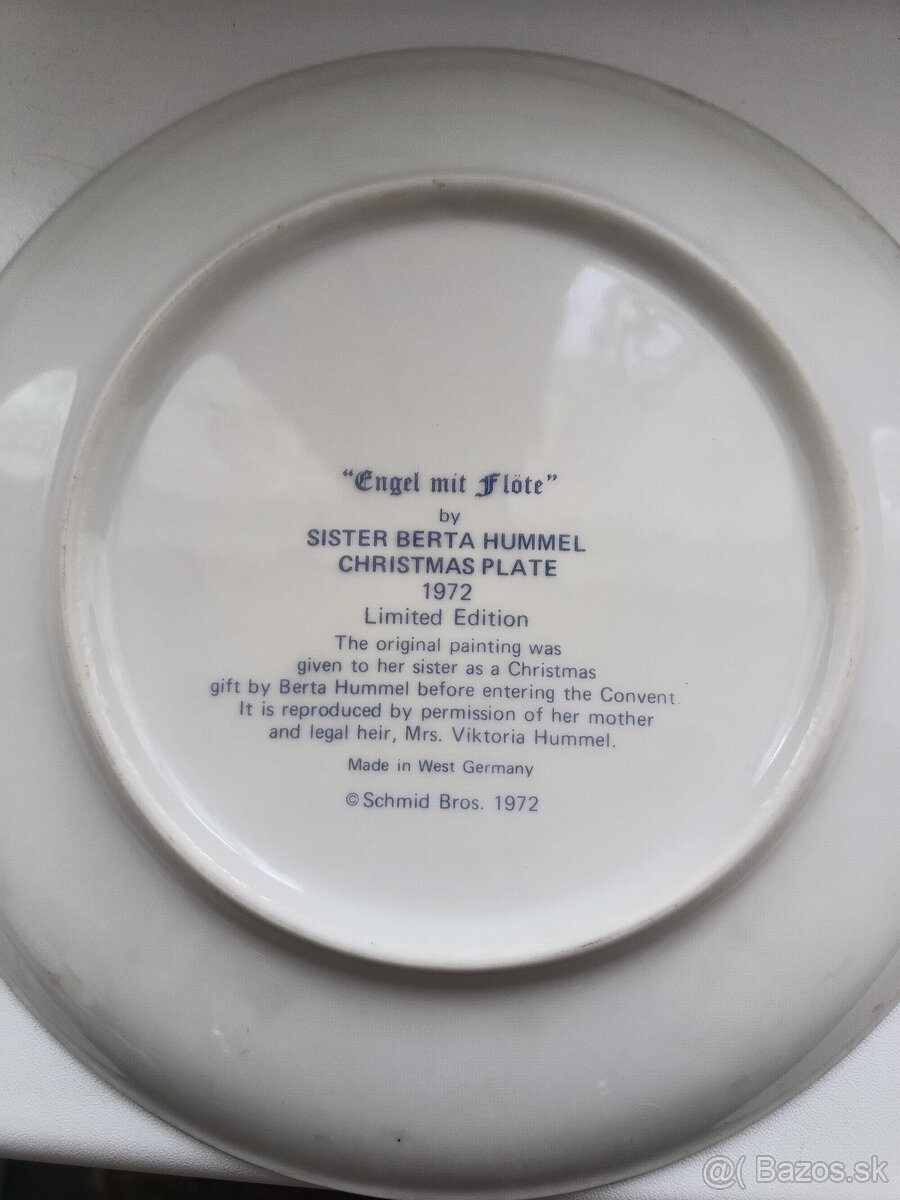 "Engel mit Flöte"
by
SISTER BERTA HUMMEL
CHRISTMAS PLATE
1972
Limited Edition
The original painting was
given to her sister as a Christmas
gift by Berta Hummel before entering the Convent.
It is reproduced by permission of her mother
and legal heir, Mrs. Viktoria Hummel.
Made in West Germany
© Schmid Bros. 1972
@( Bazos.sk